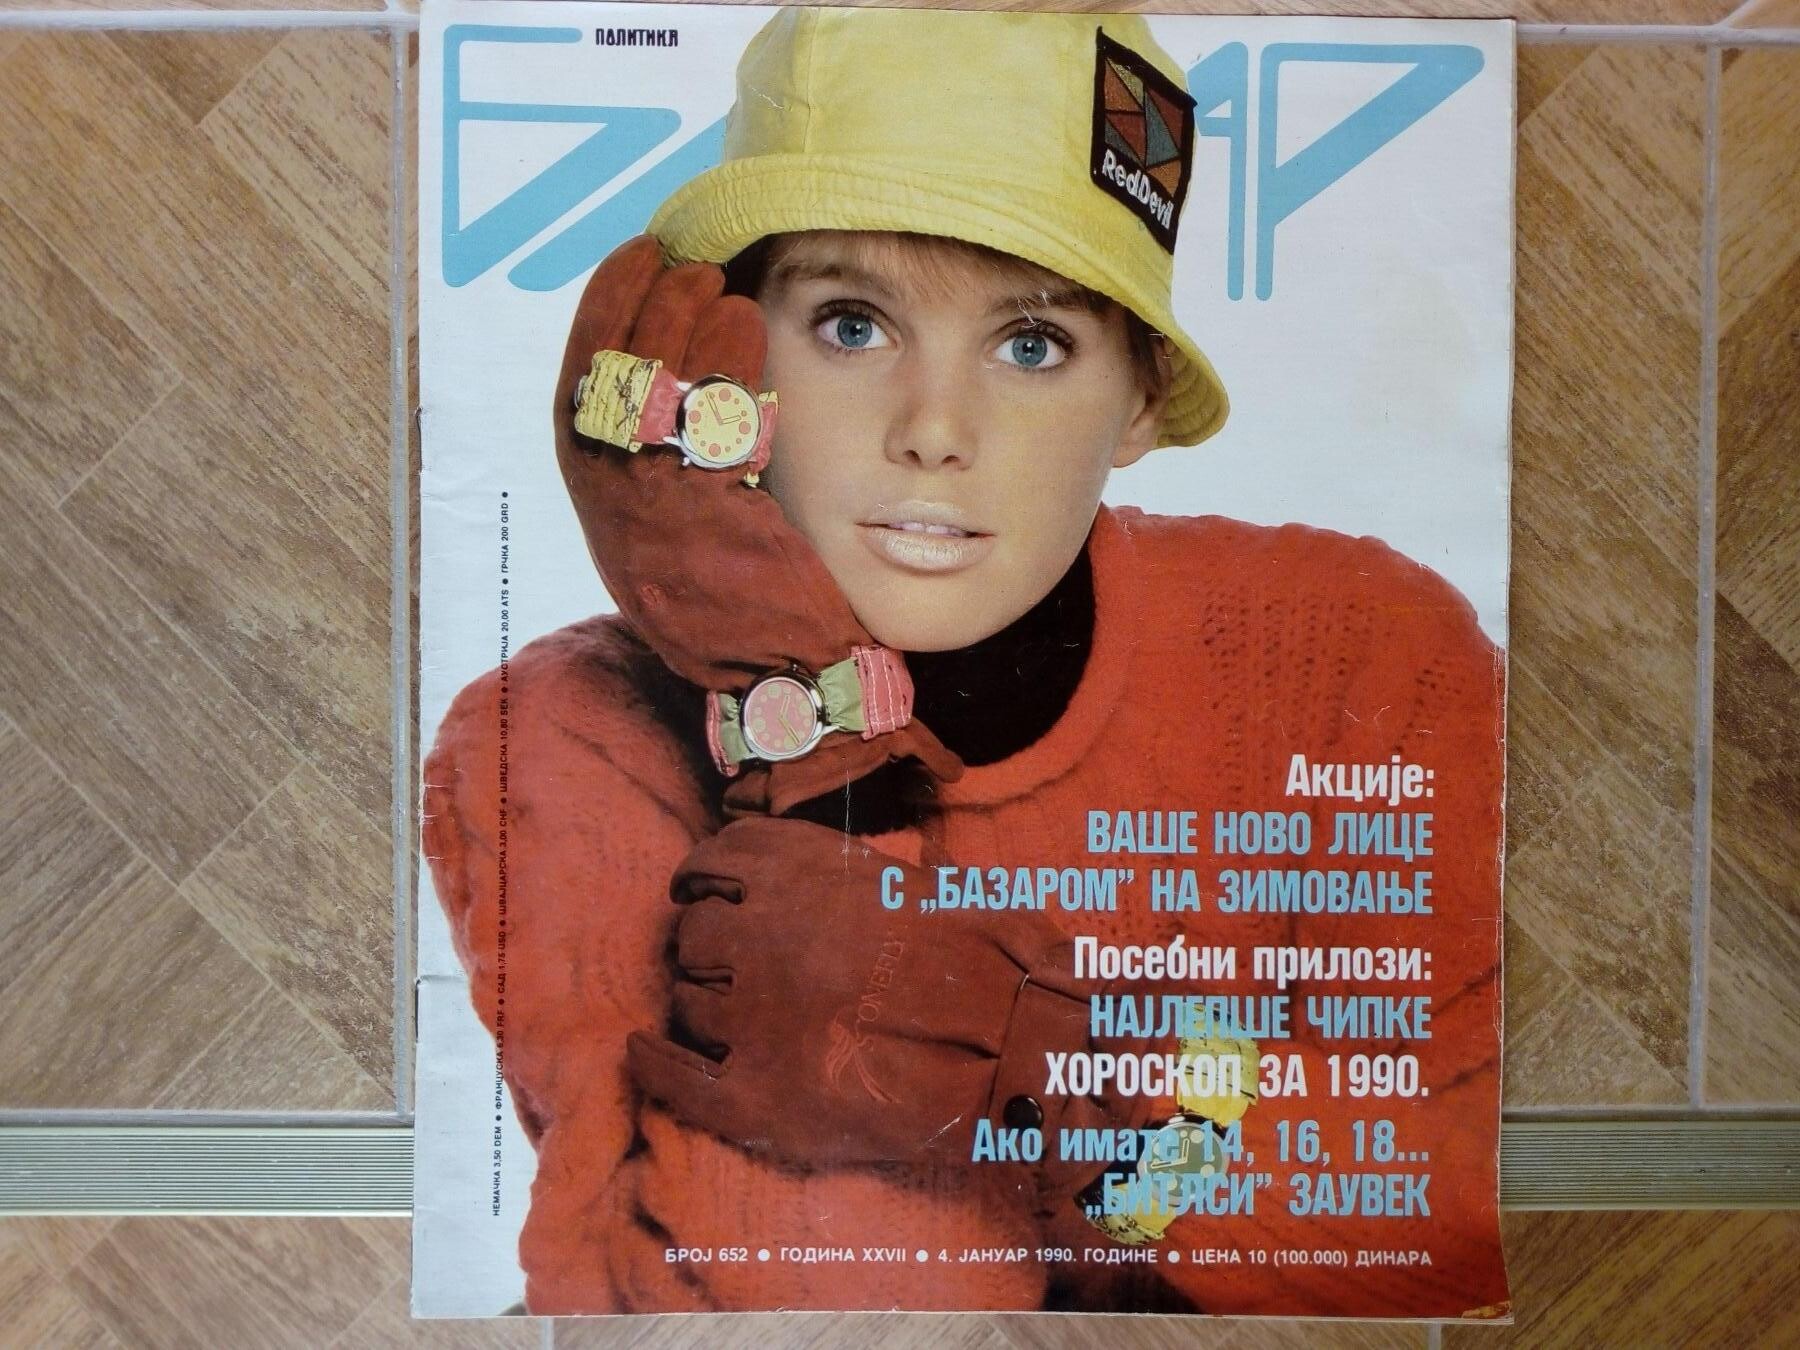 ПОЛИТИКА
БАЗАР
RedDevil
НЕМАЧКА 3,50 DEM ● ФРАНЦУСКА 6,30 FRF ● САД 1,75 USD ● ШВАЈЦАРСКА 3,00 CHF ● ШВЕДСКА 10,80 SEK ● АУСТРИЈА 20,00 ATS ● ГРЧКА 200 GRD ●
Акције:
ВАШЕ НОВО ЛИЦЕ
С „БАЗАРОМ” НА ЗИМОВАЊЕ
STONEFLY
Посебни прилози:
НАЈЛЕПШЕ ЧИПКЕ
ХОРОСКОП ЗА 1990.
Ако имате 14, 16, 18...
„БИТЛСИ” ЗАУВЕК
БРОЈ 652 ● ГОДИНА XXVII ● 4. ЈАНУАР 1990. ГОДИНЕ ● ЦЕНА 10 (100.000) ДИНАРА